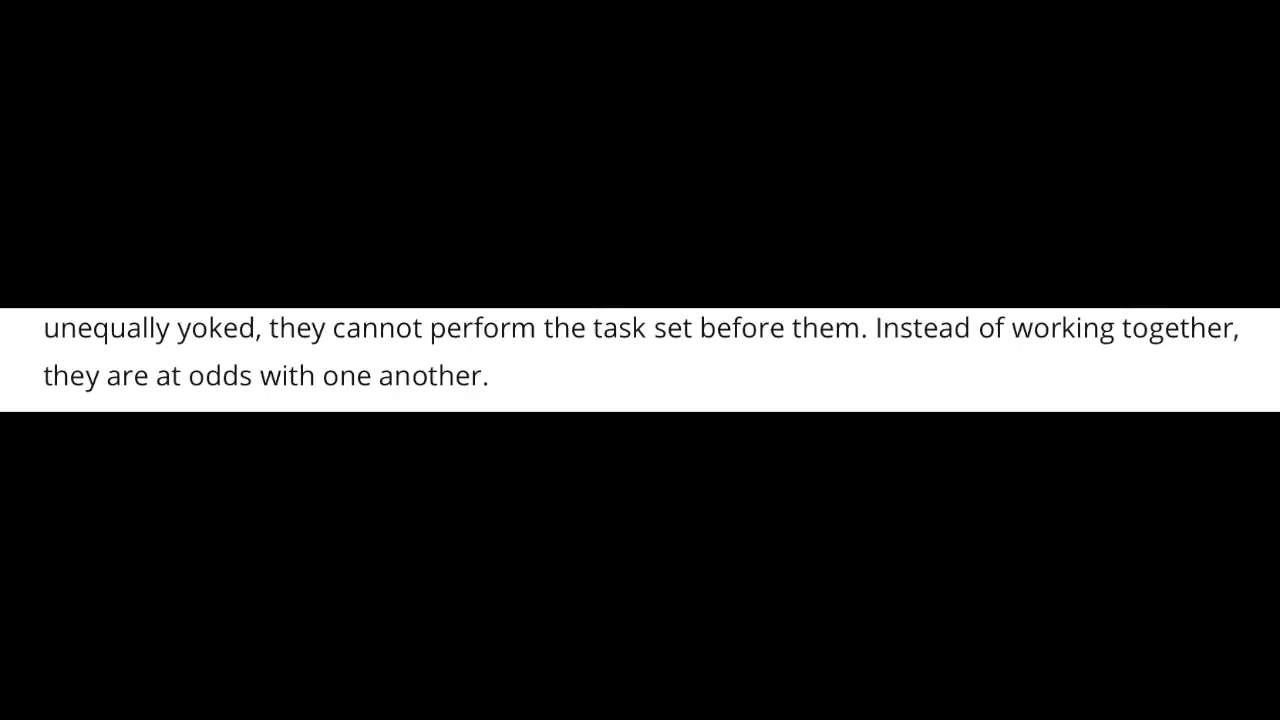 unequally yoked, they cannot perform the task set before them. Instead of working together,
they are at odds with one another.